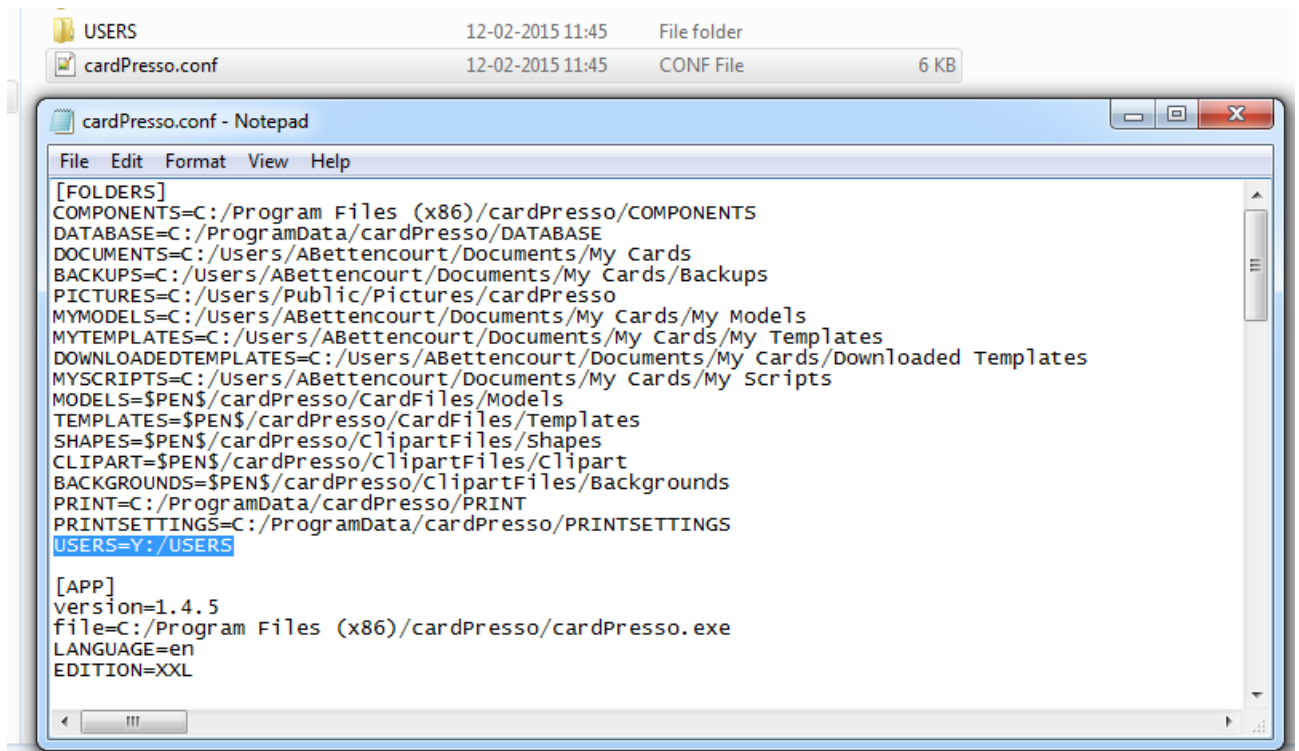 USERS 12-02-2015 11:45 File folder
cardPresso.conf 12-02-2015 11:45 CONF File 6 KB
cardPresso.conf - Notepad
File Edit Format View Help
[FOLDERS]
COMPONENTS=C:/Program Files (x86)/cardPresso/COMPONENTS
DATABASE=C:/ProgramData/cardPresso/DATABASE
DOCUMENTS=C:/Users/ABettencourt/Documents/My Cards
BACKUPS=C:/Users/ABettencourt/Documents/My Cards/Backups
PICTURES=C:/Users/Public/Pictures/cardPresso
MYMODELS=C:/Users/ABettencourt/Documents/My Cards/My Models
MYTEMPLATES=C:/Users/ABettencourt/Documents/My Cards/My Templates
DOWNLOADEDTEMPLATES=C:/Users/ABettencourt/Documents/My Cards/Downloaded Templates
MYSCRIPTS=C:/Users/ABettencourt/Documents/My Cards/My Scripts
MODELS=$PEN$/cardPresso/CardFiles/Models
TEMPLATES=$PEN$/cardPresso/CardFiles/Templates
SHAPES=$PEN$/cardPresso/ClipartFiles/Shapes
CLIPART=$PEN$/cardPresso/ClipartFiles/Clipart
BACKGROUNDS=$PEN$/cardPresso/ClipartFiles/Backgrounds
PRINT=C:/ProgramData/cardPresso/PRINT
PRINTSETTINGS=C:/ProgramData/cardPresso/PRINTSETTINGS
USERS=Y:/USERS
[APP]
version=1.4.5
file=C:/Program Files (x86)/cardPresso/cardPresso.exe
LANGUAGE=en
EDITION=XXL